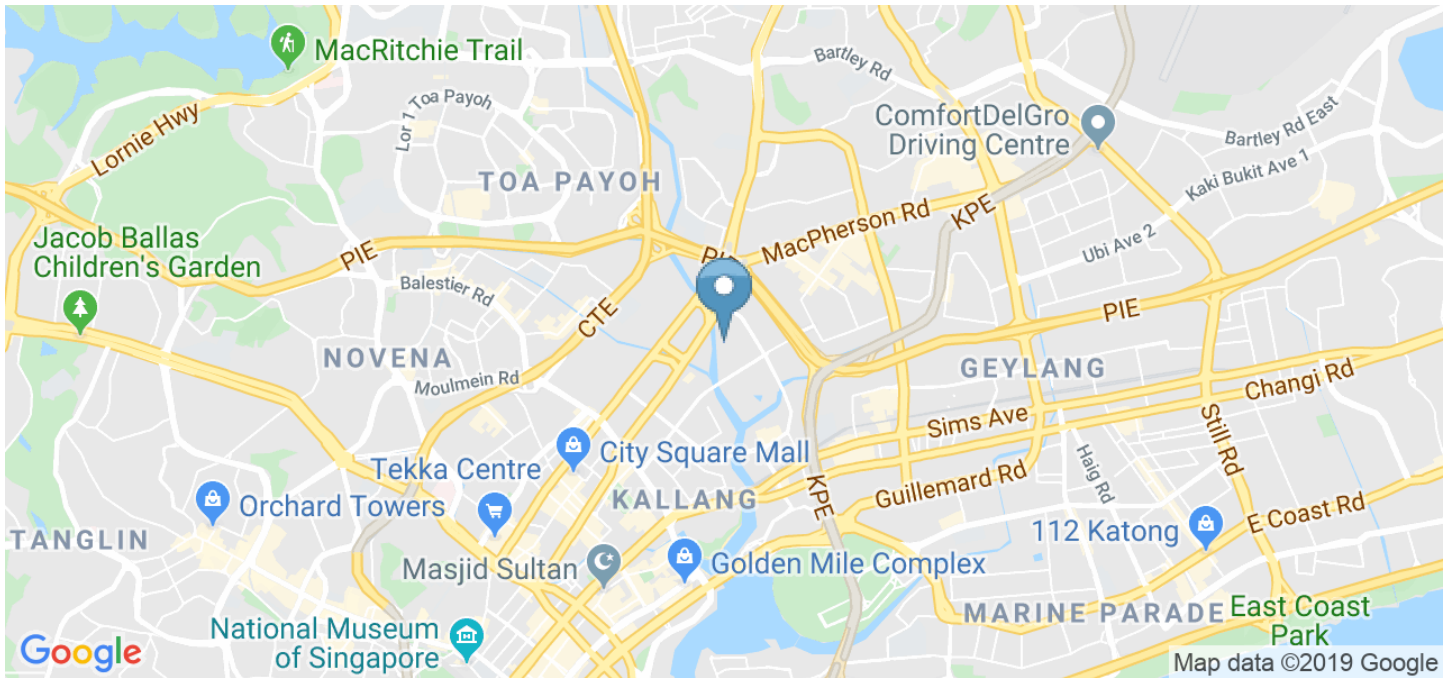 MacRitchie Trail
Bartley Rd
Lor 1 Toa Payoh
ComfortDelGro
Driving Centre
Bartley Rd East
Lornie Hwy
Kaki Bukit Ave 1
TOA PAYOH
KPE
MacPherson Rd
Jacob Ballas
Children's Garden
PIE
Ubi Ave 2
Balestier Rd
CTE
PIE
NOVENA
Moulmein Rd
GEYLANG
Changi Rd
Sims Ave
Still Rd
City Square Mall
Tekka Centre
Haig Rd
Orchard Towers
KALLANG
KPE
Guillemard Rd
E Coast Rd
112 Katong
TANGLIN
Masjid Sultan
Golden Mile Complex
MARINE PARADE
East Coast
Park
National Museum
of Singapore
Google
Map data ©2019 Google